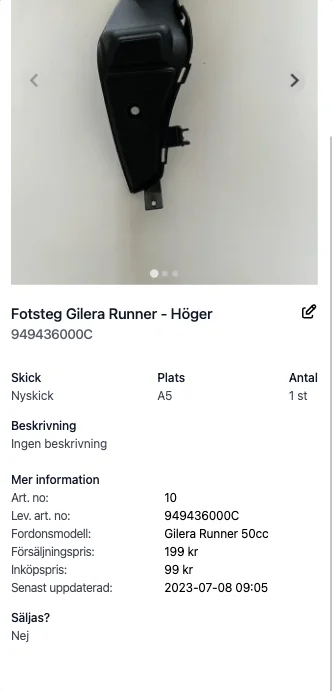 Fotsteg Gilera Runner - Höger
949436000C
Skick Plats Antal
Nyskick A5 1 st
Beskrivning
Ingen beskrivning
Mer information
Art. no: 10
Lev. art. no: 949436000C
Fordonsmodell: Gilera Runner 50cc
Försäljningspris: 199 kr
Inköpspris: 99 kr
Senast uppdaterad: 2023-07-08 09:05
Säljas?
Nej